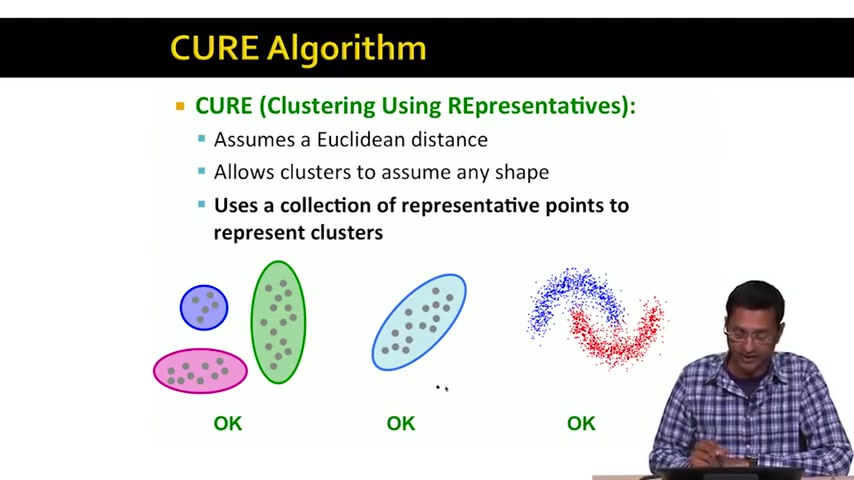 CURE Algorithm
CURE (Clustering Using REpresentatives):
Assumes a Euclidean distance
Allows clusters to assume any shape
Uses a collection of representative points to
represent clusters
OK OK OK